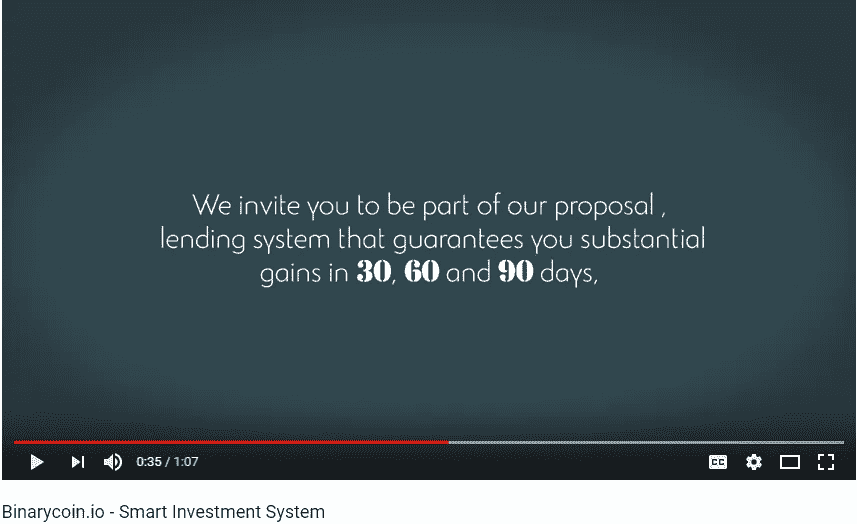 We invite you to be part of our proposal ,
lending system that guarantees you substantial
gains in 30, 60 and 90 days,
0:35 / 1:07
CC
Binarycoin.io - Smart Investment System